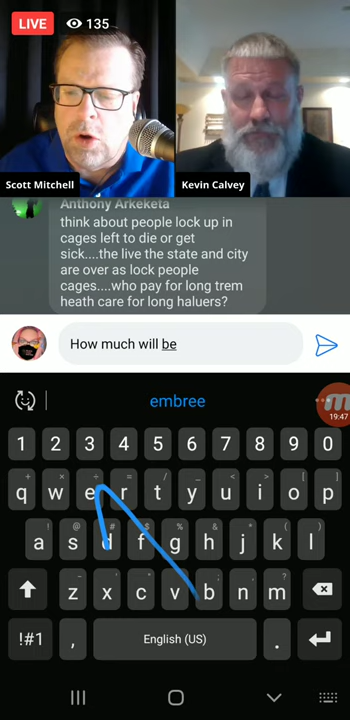 LIVE 135
Scott Mitchell
Kevin Calvey
Anthony Arkeketa
think about people lock up in
cages left to die or get
sick....the live the state and city
are over as lock people
cages....who pay for long trem
heath care for long haluers?
How much will be
embree
19:47
1 2 3 4 5 6 7 8 9 0
+ × ÷ = / _ < > [ ]
q w e r t y u i o p
! @ # $ % ^ & * ( )
a s d f g h j k l
- ' " : ; , ?
z x c v b n m
!#1 , English (US) .